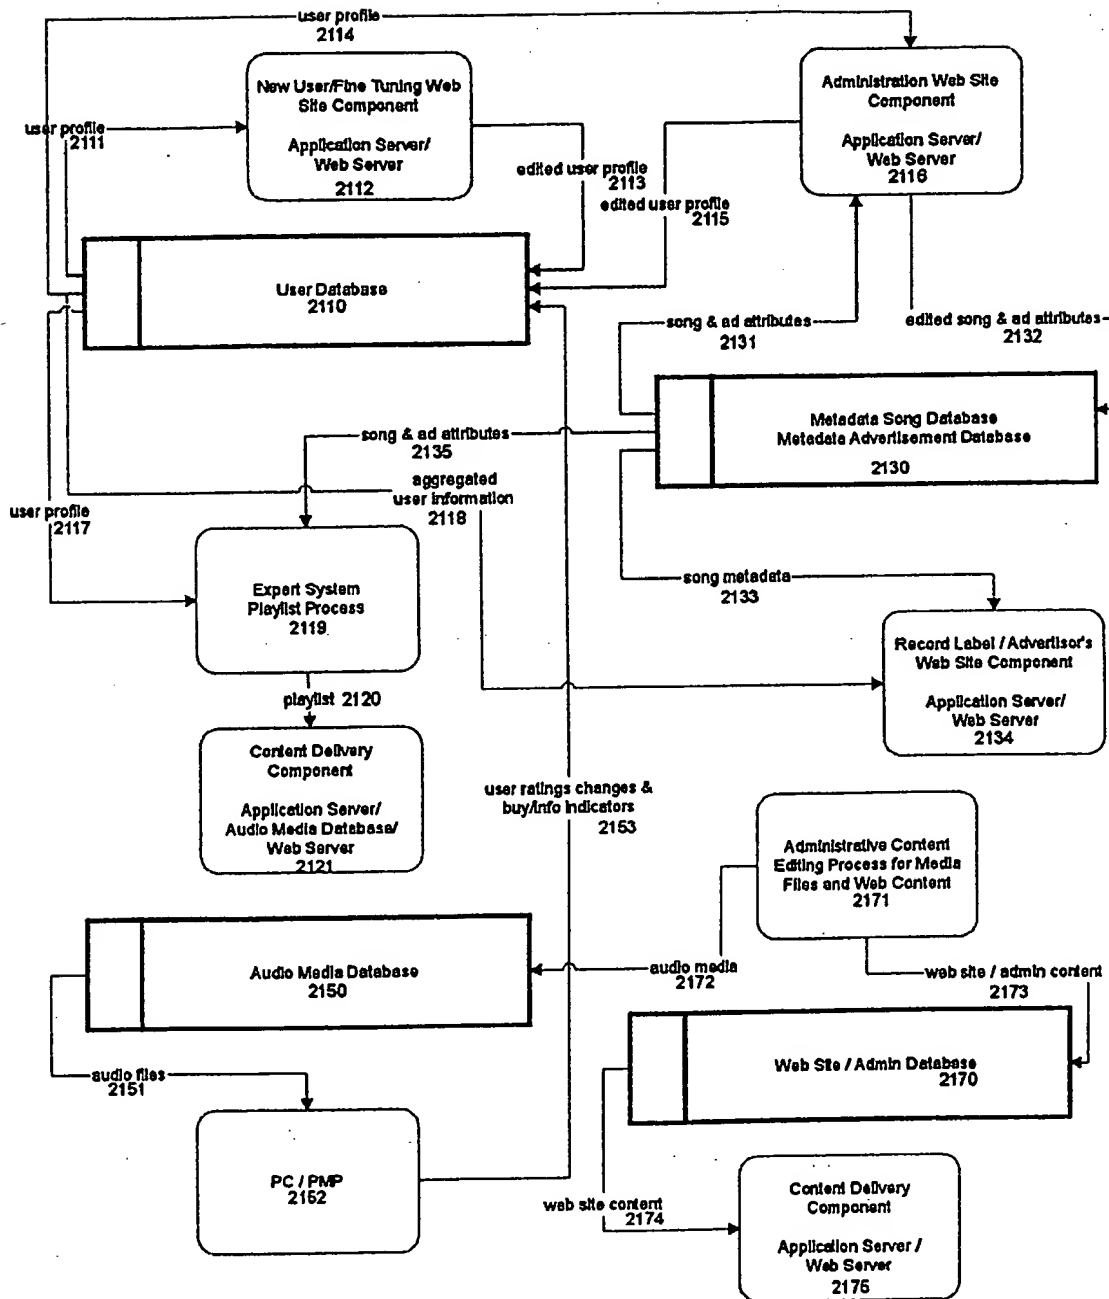 user profile
2114
New User/Fine Tuning Web
Site Component
Application Server/
Web Server
2112
Administration Web Site
Component
Application Server/
Web Server
2116
user profile
2111
edited user profile
2113
edited user profile
2115
User Database
2110
song & ad attributes
2131
edited song & ad attributes
2132
Metadata Song Database
Metadata Advertisement Database
2130
song & ad attributes
2135
aggregated
user information
2118
user profile
2117
song metadata
2133
Expert System
Playlist Process
2119
Record Label / Advertisor's
Web Site Component
Application Server/
Web Server
2134
playlist 2120
Content Delivery
Component
Application Server/
Audio Media Database/
Web Server
2121
user ratings changes &
buy/info indicators
2153
Administrative Content
Editing Process for Media
Files and Web Content
2171
Audio Media Database
2150
audio media
2172
web site / admin content
2173
Web Site / Admin Database
2170
audio files
2151
PC / PMP
2152
web site content
2174
Content Delivery
Component
Application Server /
Web Server
2175